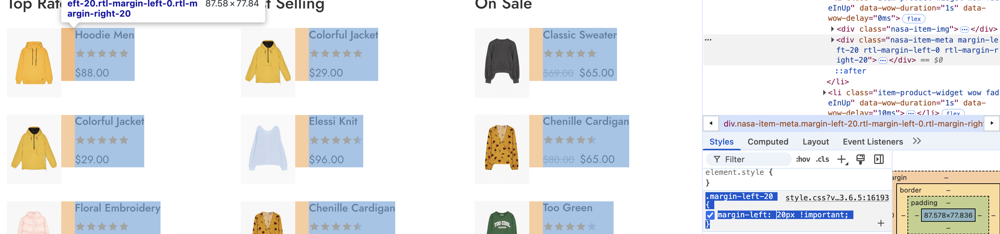 eft-20.rtl-margin-left-0.rtl-m 87.58 × 77.84
argin-right-20
Top Rate
t Selling
On Sale
Hoodie Men
$88.00
Colorful Jacket
$29.00
Classic Sweater
$69.00 $65.00
Colorful Jacket
$29.00
Elessi Knit
$96.00
Chenille Cardigan
$80.00 $65.00
Floral Embroidery
Chenille Cardigan
Too Green
TOO COOL
eInUp" data-wow-duration="1s" data-
wow-delay="0ms"> flex
<div class="nasa-item-img">…</div>
… <div class="nasa-item-meta margin-le
ft-20 rtl-margin-left-0 rtl-margin-r
ight-20">…</div> == $0
::after
</li>
<li class="item-product-widget wow fad
eInUp" data-wow-duration="1s" data-
wow-delay="10ms">…</li> flex
div.nasa-item-meta.margin-left-20.rtl-margin-left-0.rtl-margin-righ
Styles Computed Layout Event Listeners >>
Filter :hov .cls +
element.style {
}
.margin-left-20 style.css?v…3.6.5:16193
{
margin-left: 20px !important;
}
+
argin –
border –
padding –
– – 87.578×77.836 – –
–